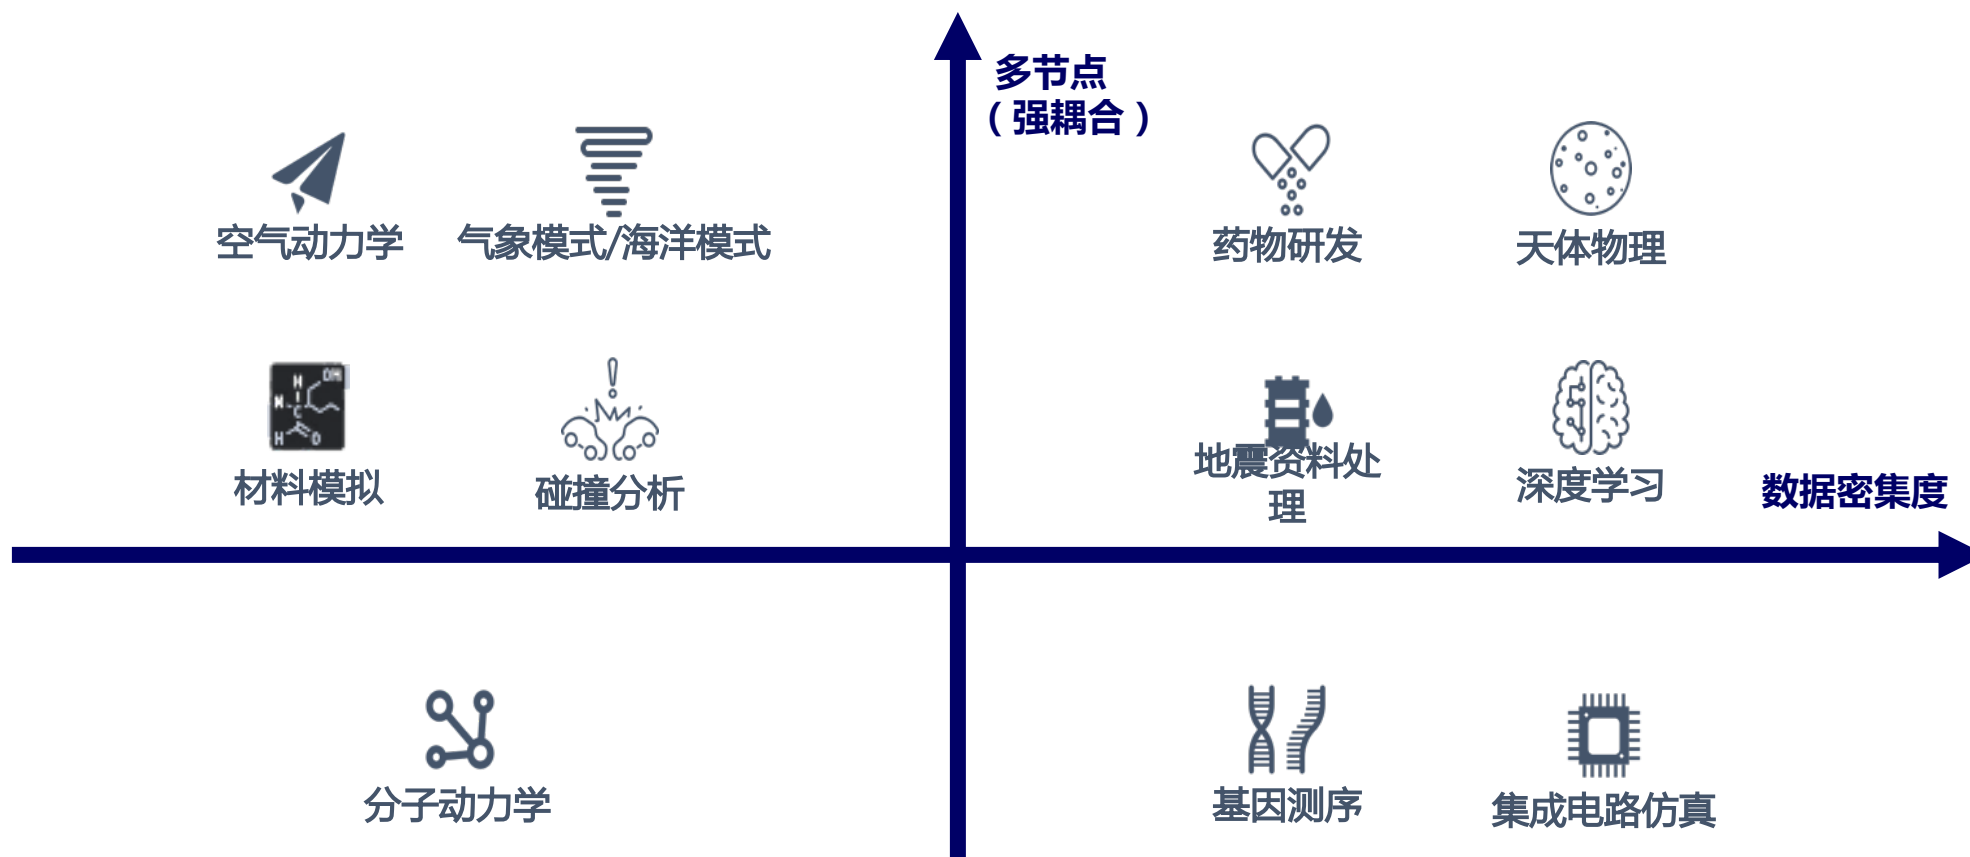 多节点
（强耦合）
空气动力学
气象模式/海洋模式
药物研发
天体物理
材料模拟
碰撞分析
地震资料处
理
深度学习
数据密集度
分子动力学
基因测序
集成电路仿真
H
OH
N
C
H
O